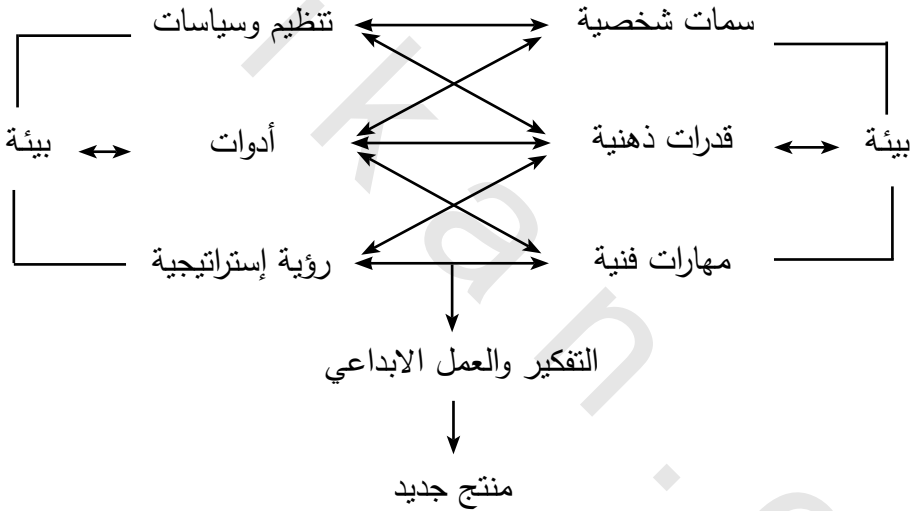 سمات شخصية تنظيم وسياسات
بيئة قدرات ذهنية أدوات بيئة
مهارات فنية رؤية إستراتيجية
التفكير والعمل الابداعي
منتج جديد